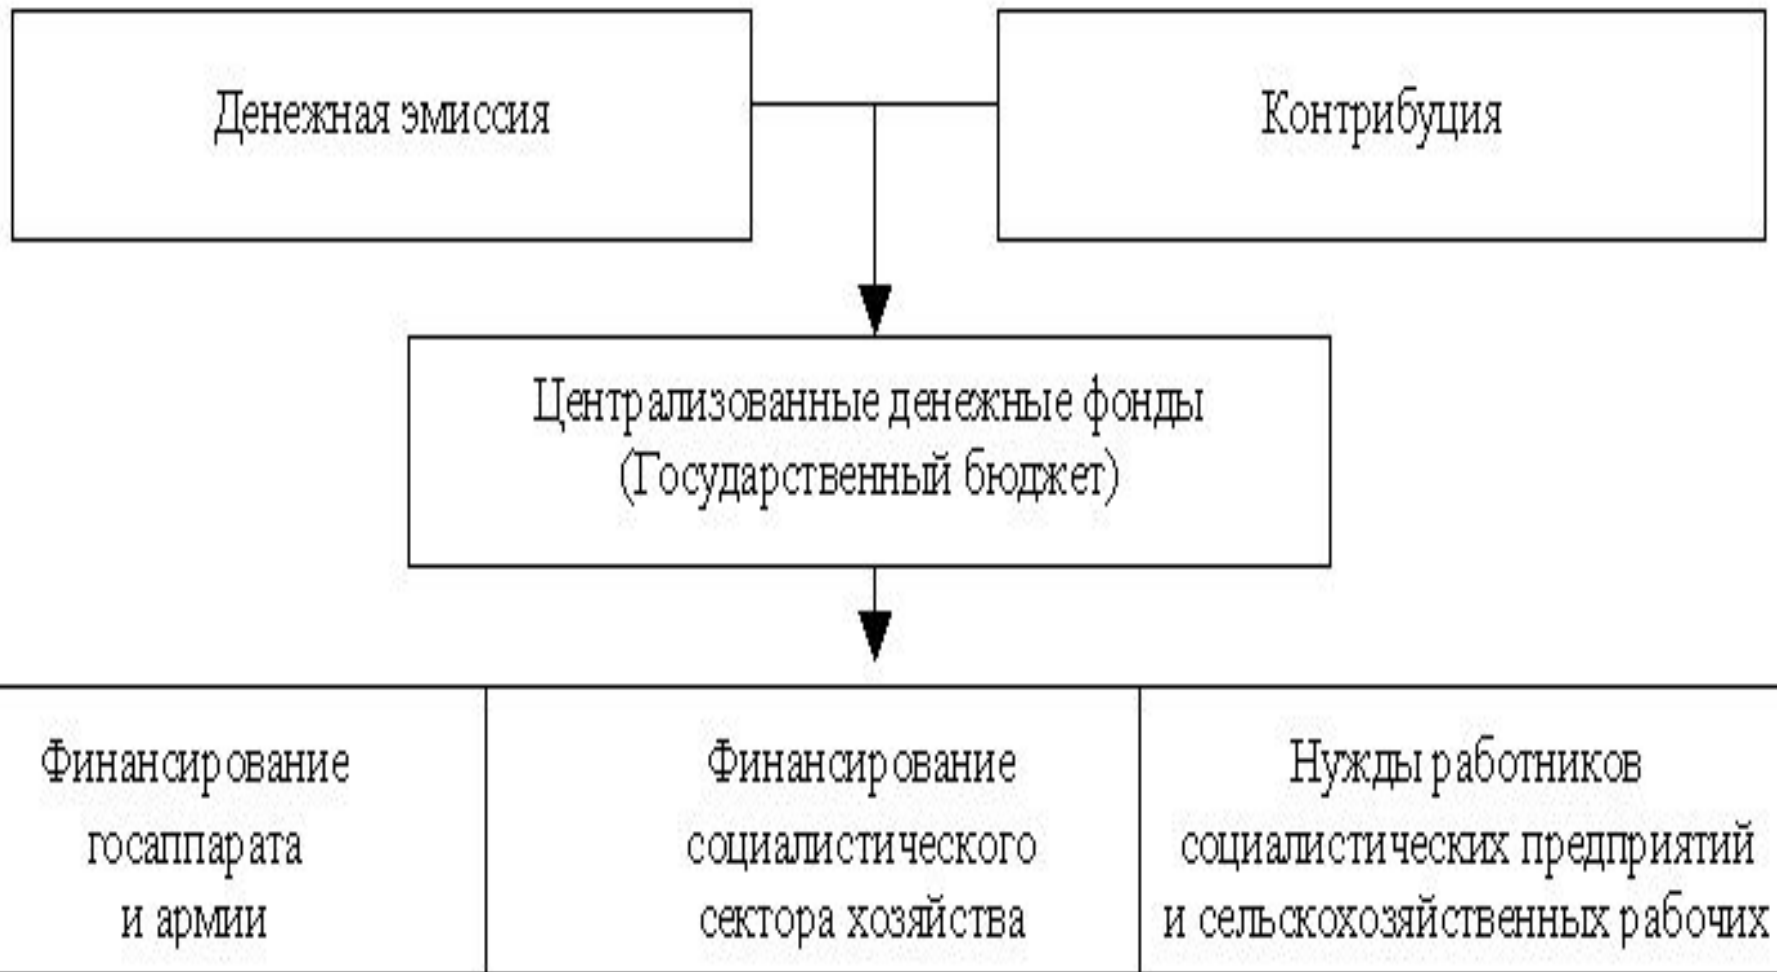 Денежная эмиссия
Контрибуция
Централизованные денежные фонды
(Государственный бюджет)
Финансирование
госаппарата
и армии
Финансирование
социалистического
сектора хозяйства
Нужды работников
социалистических предприятий
и сельскохозяйственных рабочих